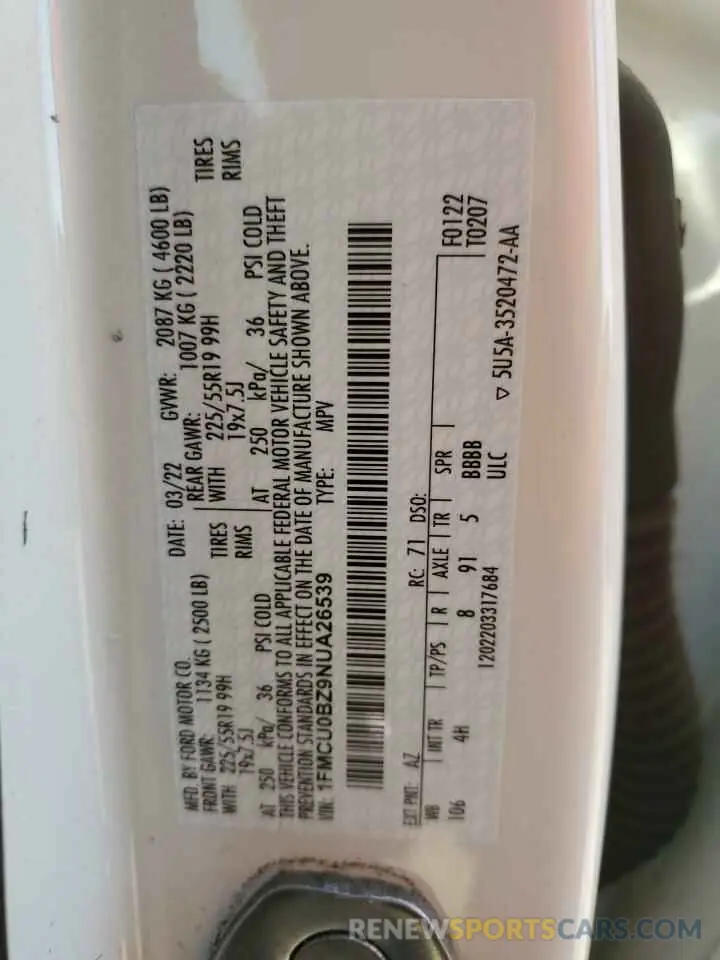 MFD. BY FORD MOTOR CO.
DATE: 03/22 GVWR: 2087 KG ( 4600 LB)
FRONT GAWR: 1134 KG ( 2500 LB)
REAR GAWR: 1007 KG ( 2220 LB)
WITH 225/55R19 99H TIRES
WITH 225/55R19 99H TIRES
19x7.5J RIMS
19x7.5J RIMS
AT 250 kPa/ 36 PSI COLD
AT 250 kPa/ 36 PSI COLD
THIS VEHICLE CONFORMS TO ALL APPLICABLE FEDERAL MOTOR VEHICLE SAFETY AND THEFT
PREVENTION STANDARDS IN EFFECT ON THE DATE OF MANUFACTURE SHOWN ABOVE.
VIN: 1FMCU0BZ9NUA26539 TYPE: MPV
EXT PNT: AZ RC: 71 DSO: F0122
T0207
WB INT TR TP/PS R AXLE TR SPR
106 4H 8 91 5 BBBB
1202203317684 ULC
▽ 5U5A-3520472-AA
RENEWSPORTSCARS.COM